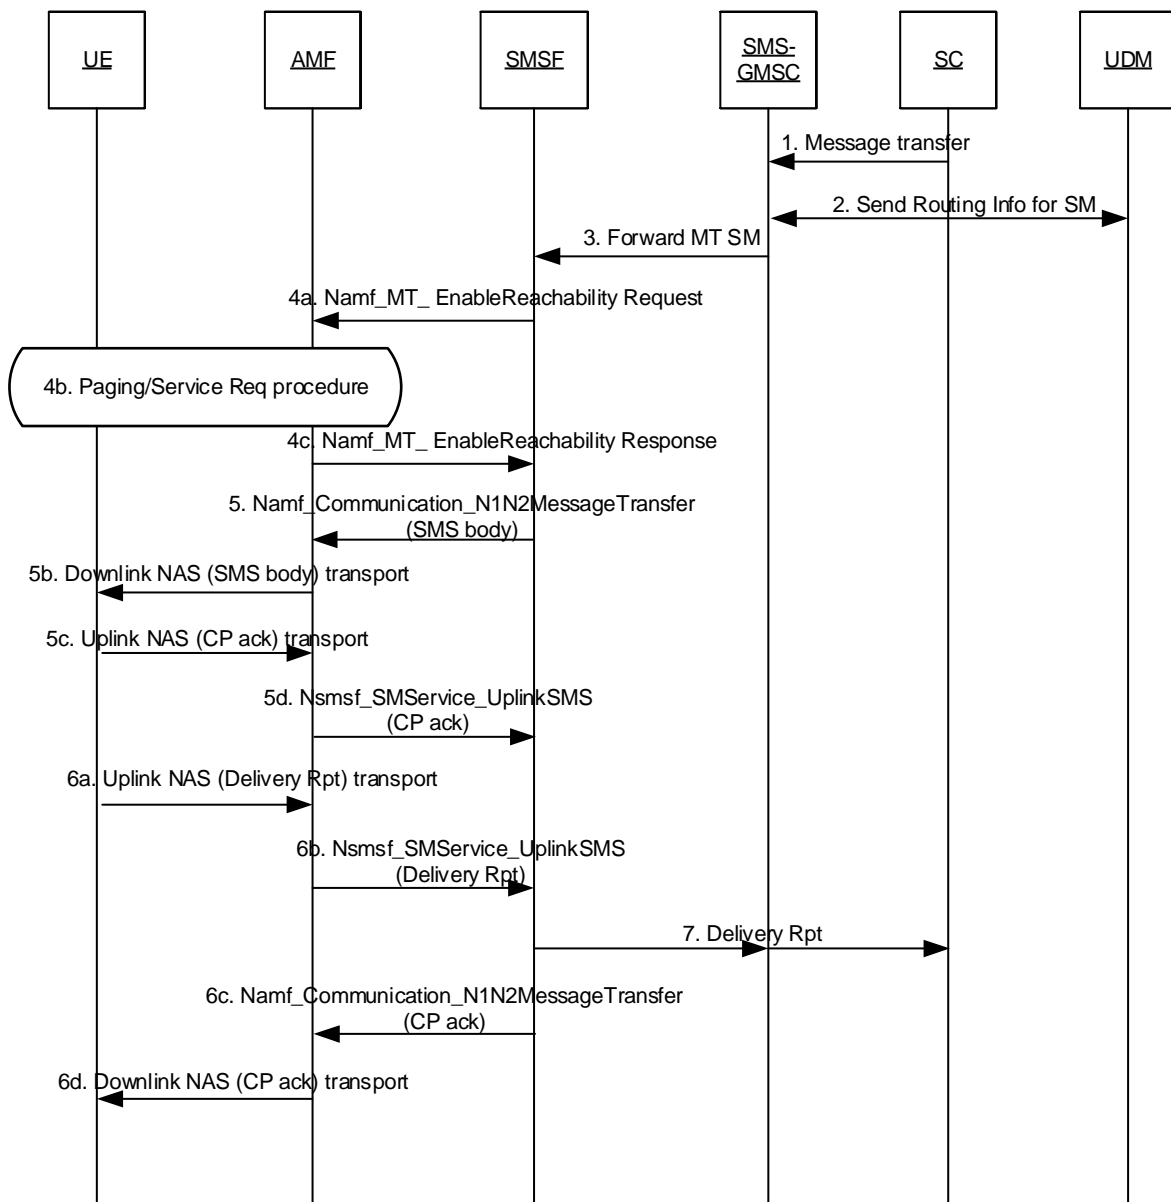 UE
AMF
SMSF
SMS-
GMSC
SC
UDM
1. Message transfer
2. Send Routing Info for SM
3. Forward MT SM
4a. Namf_MT_ EnableReachability Request
4b. Paging/Service Req procedure
4c. Namf_MT_ EnableReachability Response
5. Namf_Communication_N1N2MessageTransfer
(SMS body)
5b. Downlink NAS (SMS body) transport
5c. Uplink NAS (CP ack) transport
5d. Nsmsf_SMService_UplinkSMS
(CP ack)
6a. Uplink NAS (Delivery Rpt) transport
6b. Nsmsf_SMService_UplinkSMS
(Delivery Rpt)
7. Delivery Rpt
6c. Namf_Communication_N1N2MessageTransfer
(CP ack)
6d. Downlink NAS (CP ack) transport